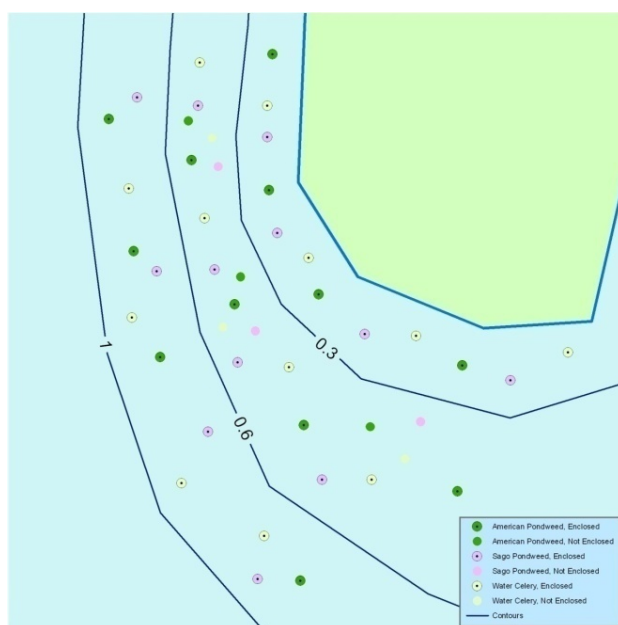 0.3
1
0.6
American Pondweed, Enclosed
American Pondweed, Not Enclosed
Sago Pondweed, Enclosed
Sago Pondweed, Not Enclosed
Water Celery, Enclosed
Water Celery, Not Enclosed
Contours